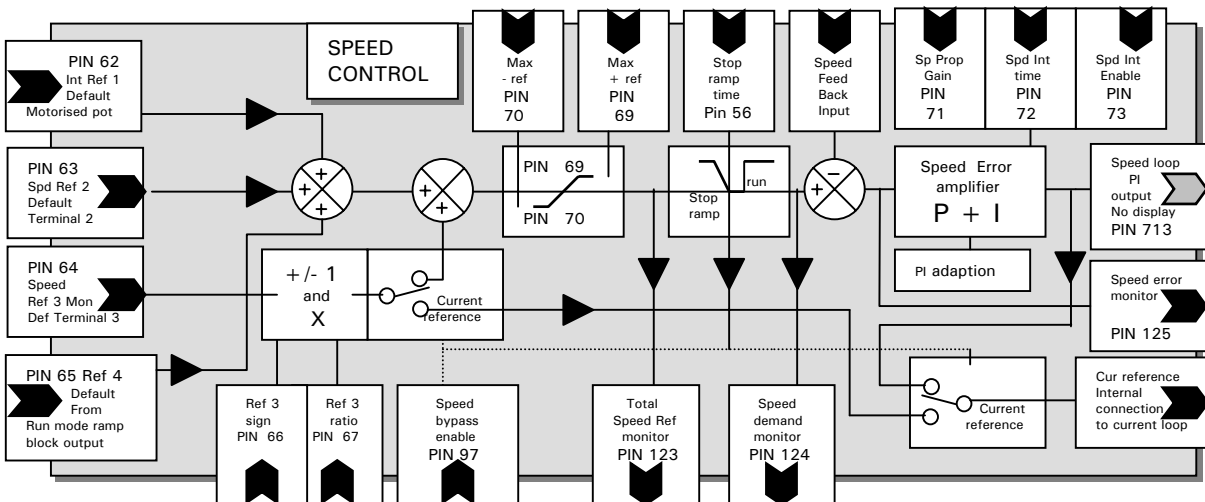 SPEED
CONTROL
PIN 62
Int Ref 1
Default
Motorised pot
PIN 63
Spd Ref 2
Default
Terminal 2
PIN 64
Speed
Ref 3 Mon
Def Terminal 3
PIN 65 Ref 4
Default
From
Run mode ramp
block output
Max
- ref
PIN
70
Max
+ ref
PIN
69
Stop
ramp
time
Pin 56
Speed
Feed
Back
Input
Sp Prop
Gain
PIN
71
Spd Int
time
PIN
72
Spd Int
Enable
PIN
73
+
+
+
+
+
PIN 69
PIN 70
run
Stop
ramp
+
−
Speed Error
amplifier
P + I
PI adaption
Speed loop
PI
output
No display
PIN 713
Speed error
monitor
PIN 125
+/- 1
and
X
Current
reference
Current
reference
Cur reference
Internal
connection
to current loop
Ref 3
sign
PIN 66
Ref 3
ratio
PIN 67
Speed
bypass
enable
PIN 97
Total
Speed Ref
monitor
PIN 123
Speed
demand
monitor
PIN 124